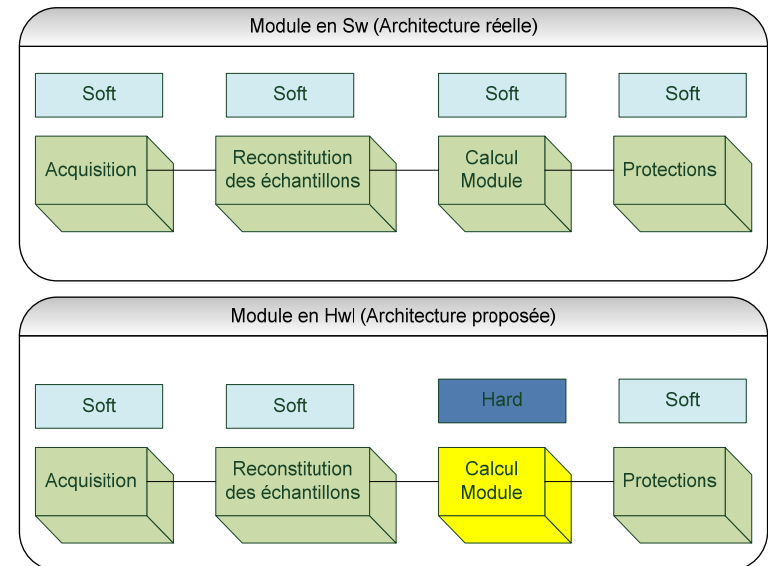 Module en Sw (Architecture réelle)
Soft
Soft
Soft
Soft
Acquisition
Reconstitution
des échantillons
Calcul
Module
Protections
Module en Hwl (Architecture proposée)
Soft
Soft
Hard
Soft
Acquisition
Reconstitution
des échantillons
Calcul
Module
Protections